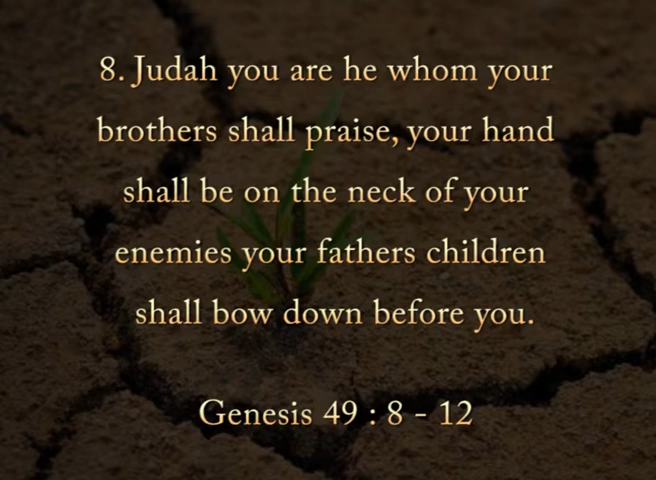 8. Judah you are he whom your
brothers shall praise, your hand
shall be on the neck of your
enemies your fathers children
shall bow down before you.
Genesis 49 : 8 - 12